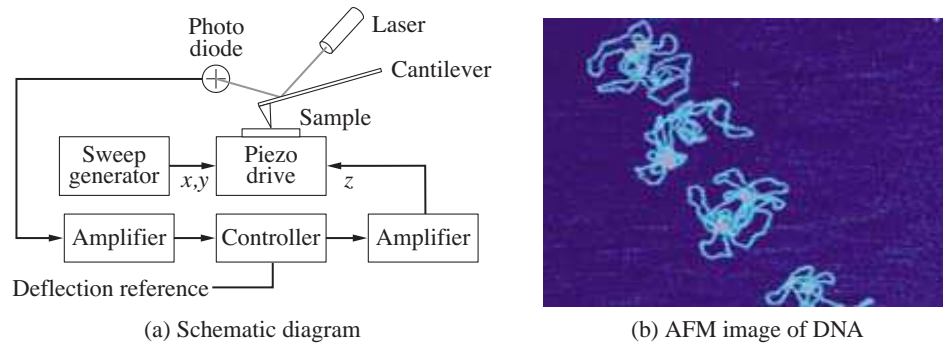 Photo
diode
Laser
Cantilever
Sample
Sweep
generator
x,y
Piezo
drive
z
Amplifier
Controller
Amplifier
Deflection reference
(a) Schematic diagram
(b) AFM image of DNA